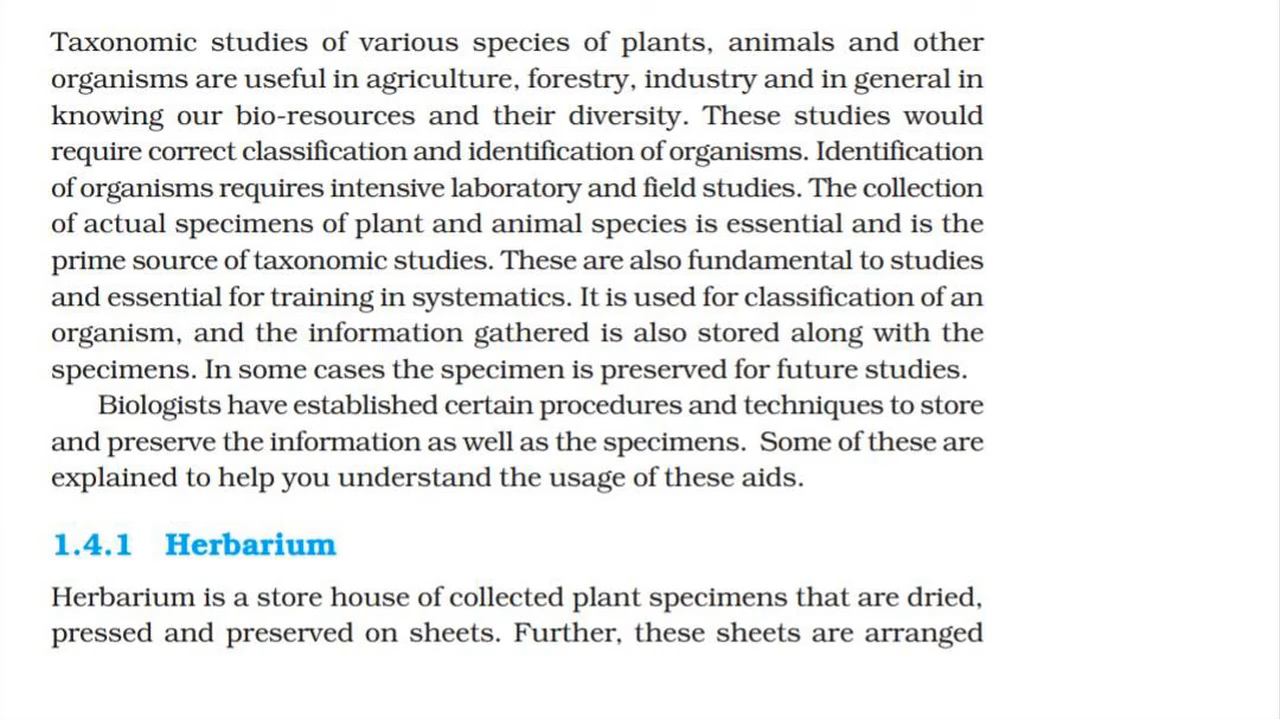 Taxonomic studies of various species of plants, animals and other
organisms are useful in agriculture, forestry, industry and in general in
knowing our bio-resources and their diversity. These studies would
require correct classification and identification of organisms. Identification
of organisms requires intensive laboratory and field studies. The collection
of actual specimens of plant and animal species is essential and is the
prime source of taxonomic studies. These are also fundamental to studies
and essential for training in systematics. It is used for classification of an
organism, and the information gathered is also stored along with the
specimens. In some cases the specimen is preserved for future studies.
Biologists have established certain procedures and techniques to store
and preserve the information as well as the specimens. Some of these are
explained to help you understand the usage of these aids.
1.4.1 Herbarium
Herbarium is a store house of collected plant specimens that are dried,
pressed and preserved on sheets. Further, these sheets are arranged